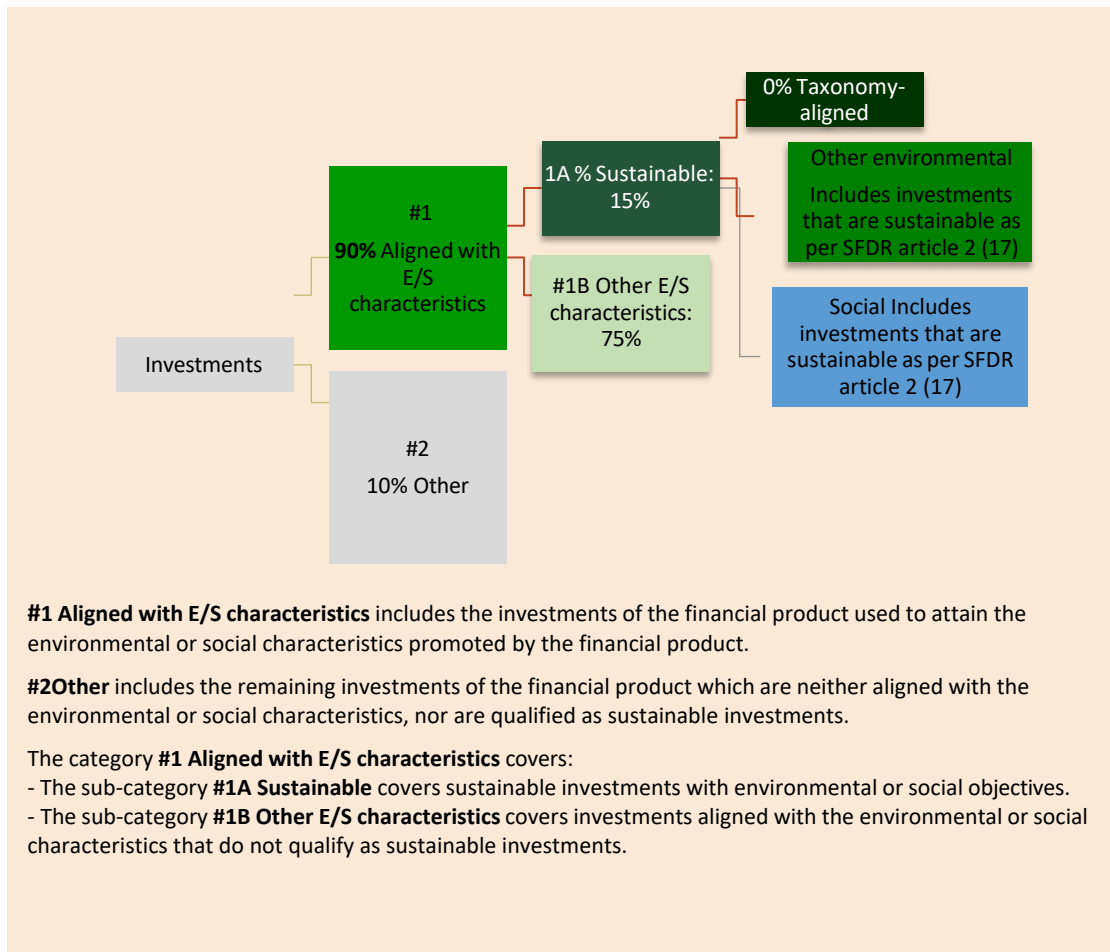 0% Taxonomy-
aligned
Other environmental
Includes investments
that are sustainable as
per SFDR article 2 (17)
1A % Sustainable:
15%
#1
90% Aligned with
E/S
characteristics
#1B Other E/S
characteristics:
75%
Social Includes
investments that are
sustainable as per SFDR
article 2 (17)
Investments
#2
10% Other
#1 Aligned with E/S characteristics includes the investments of the financial product used to attain the
environmental or social characteristics promoted by the financial product.
#2Other includes the remaining investments of the financial product which are neither aligned with the
environmental or social characteristics, nor are qualified as sustainable investments.
The category #1 Aligned with E/S characteristics covers:
- The sub-category #1A Sustainable covers sustainable investments with environmental or social objectives.
- The sub-category #1B Other E/S characteristics covers investments aligned with the environmental or social
characteristics that do not qualify as sustainable investments.